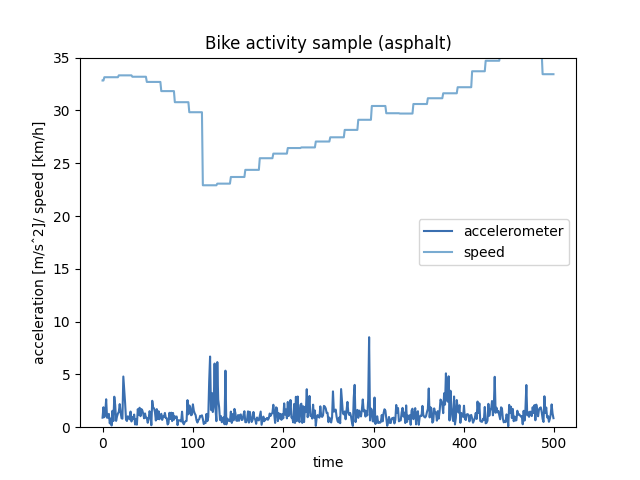 Bike activity sample (asphalt)
acceleration [m/s^2]/ speed [km/h]
35
30
25
20
15
10
5
0
accelerometer
speed
0 100 200 300 400 500
time